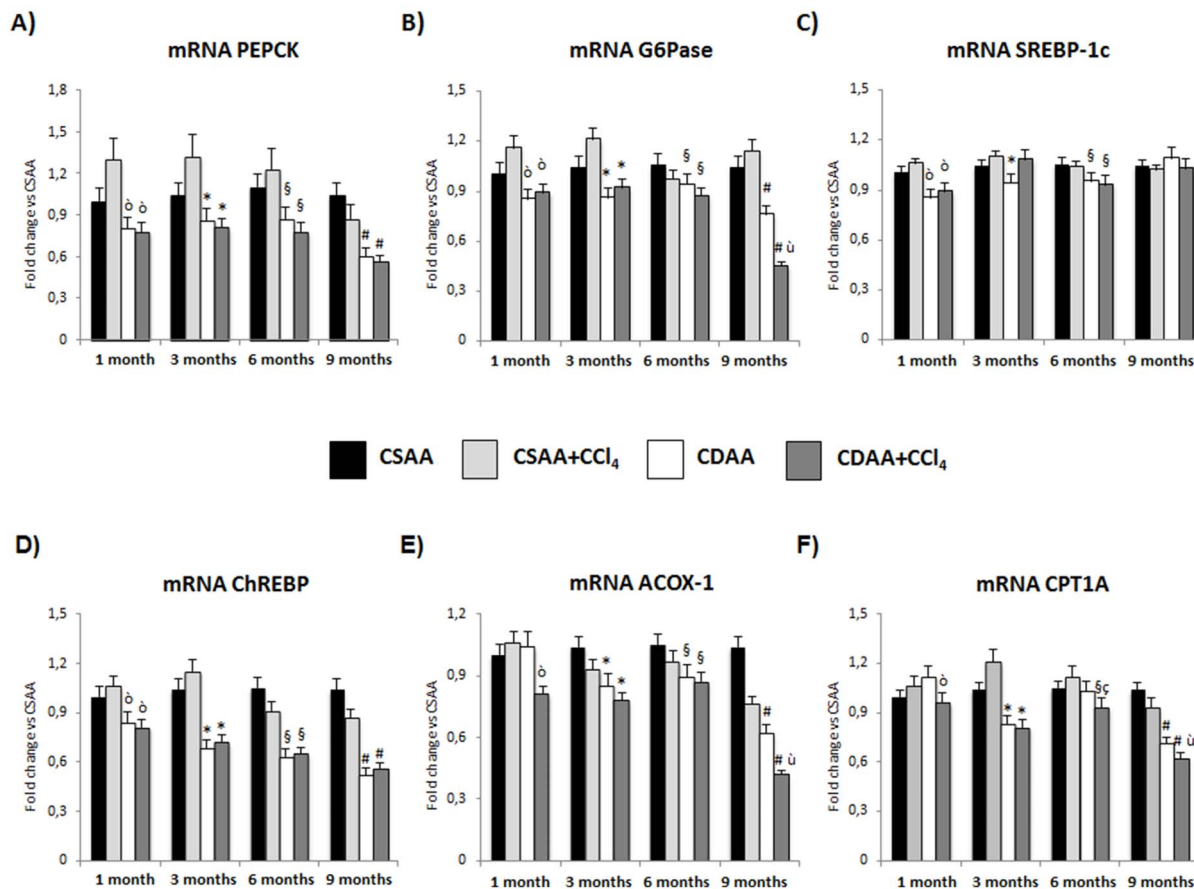 A)
mRNA PEPCK
Fold change vs CSAA
1,8
1,5
1,2
0,9
0,6
0,3
0
ò ò
* *
§
§
# #
1 month 3 months 6 months 9 months
B)
mRNA G6Pase
Fold change vs CSAA
1,5
1,2
0,9
0,6
0,3
0
ò ò
* *
§
§
#
# ù
1 month 3 months 6 months 9 months
C)
mRNA SREBP-1c
Fold change vs CSAA
1,5
1,2
0,9
0,6
0,3
0
ò ò
*
§ §
1 month 3 months 6 months 9 months
CSAA CSAA+CCl₄ CDAA CDAA+CCl₄
D)
mRNA ChREBP
Fold change vs CSAA
1,5
1,2
0,9
0,6
0,3
0
ò ò
* *
§ §
# #
1 month 3 months 6 months 9 months
E)
mRNA ACOX-1
Fold change vs CSAA
1,2
0,9
0,6
0,3
0
ò
*
*
§ §
#
# ù
1 month 3 months 6 months 9 months
F)
mRNA CPT1A
Fold change vs CSAA
1,5
1,2
0,9
0,6
0,3
0
ò
* *
§ç
#
# ù
1 month 3 months 6 months 9 months